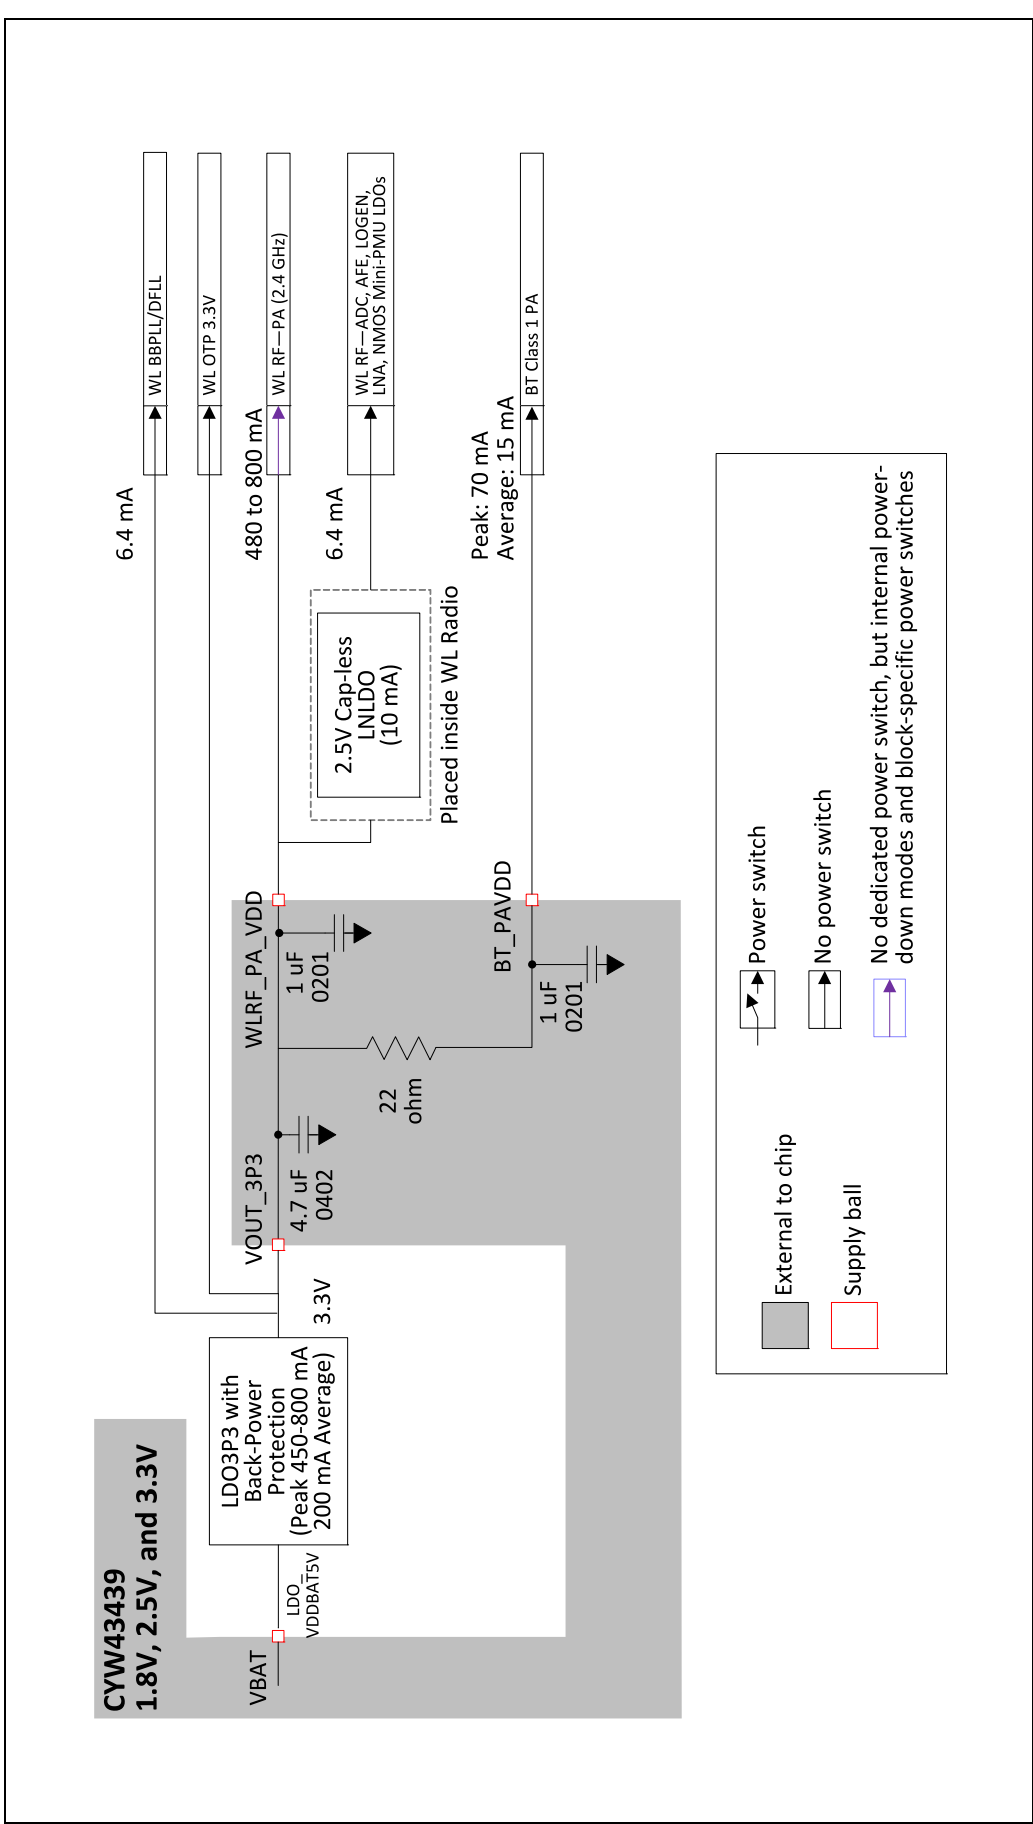 CYW43439
1.8V, 2.5V, and 3.3V
VBAT
LDO_
VDDBAT5V
LDO3P3 with
Back-Power
Protection
(Peak 450-800 mA
200 mA Average)
3.3V
VOUT_3P3
4.7 uF
0402
22
ohm
WLRF_PA_VDD
1 uF
0201
BT_PAVDD
1 uF
0201
2.5V Cap-less
LNLDO
(10 mA)
Placed inside WL Radio
6.4 mA
WL BBPLL/DFLL
WL OTP 3.3V
480 to 800 mA
WL RF—PA (2.4 GHz)
6.4 mA
WL RF—ADC, AFE, LOGEN,
LNA, NMOS Mini-PMU LDOs
Peak: 70 mA
Average: 15 mA
BT Class 1 PA
External to chip
Supply ball
Power switch
No power switch
No dedicated power switch, but internal power-
down modes and block-specific power switches